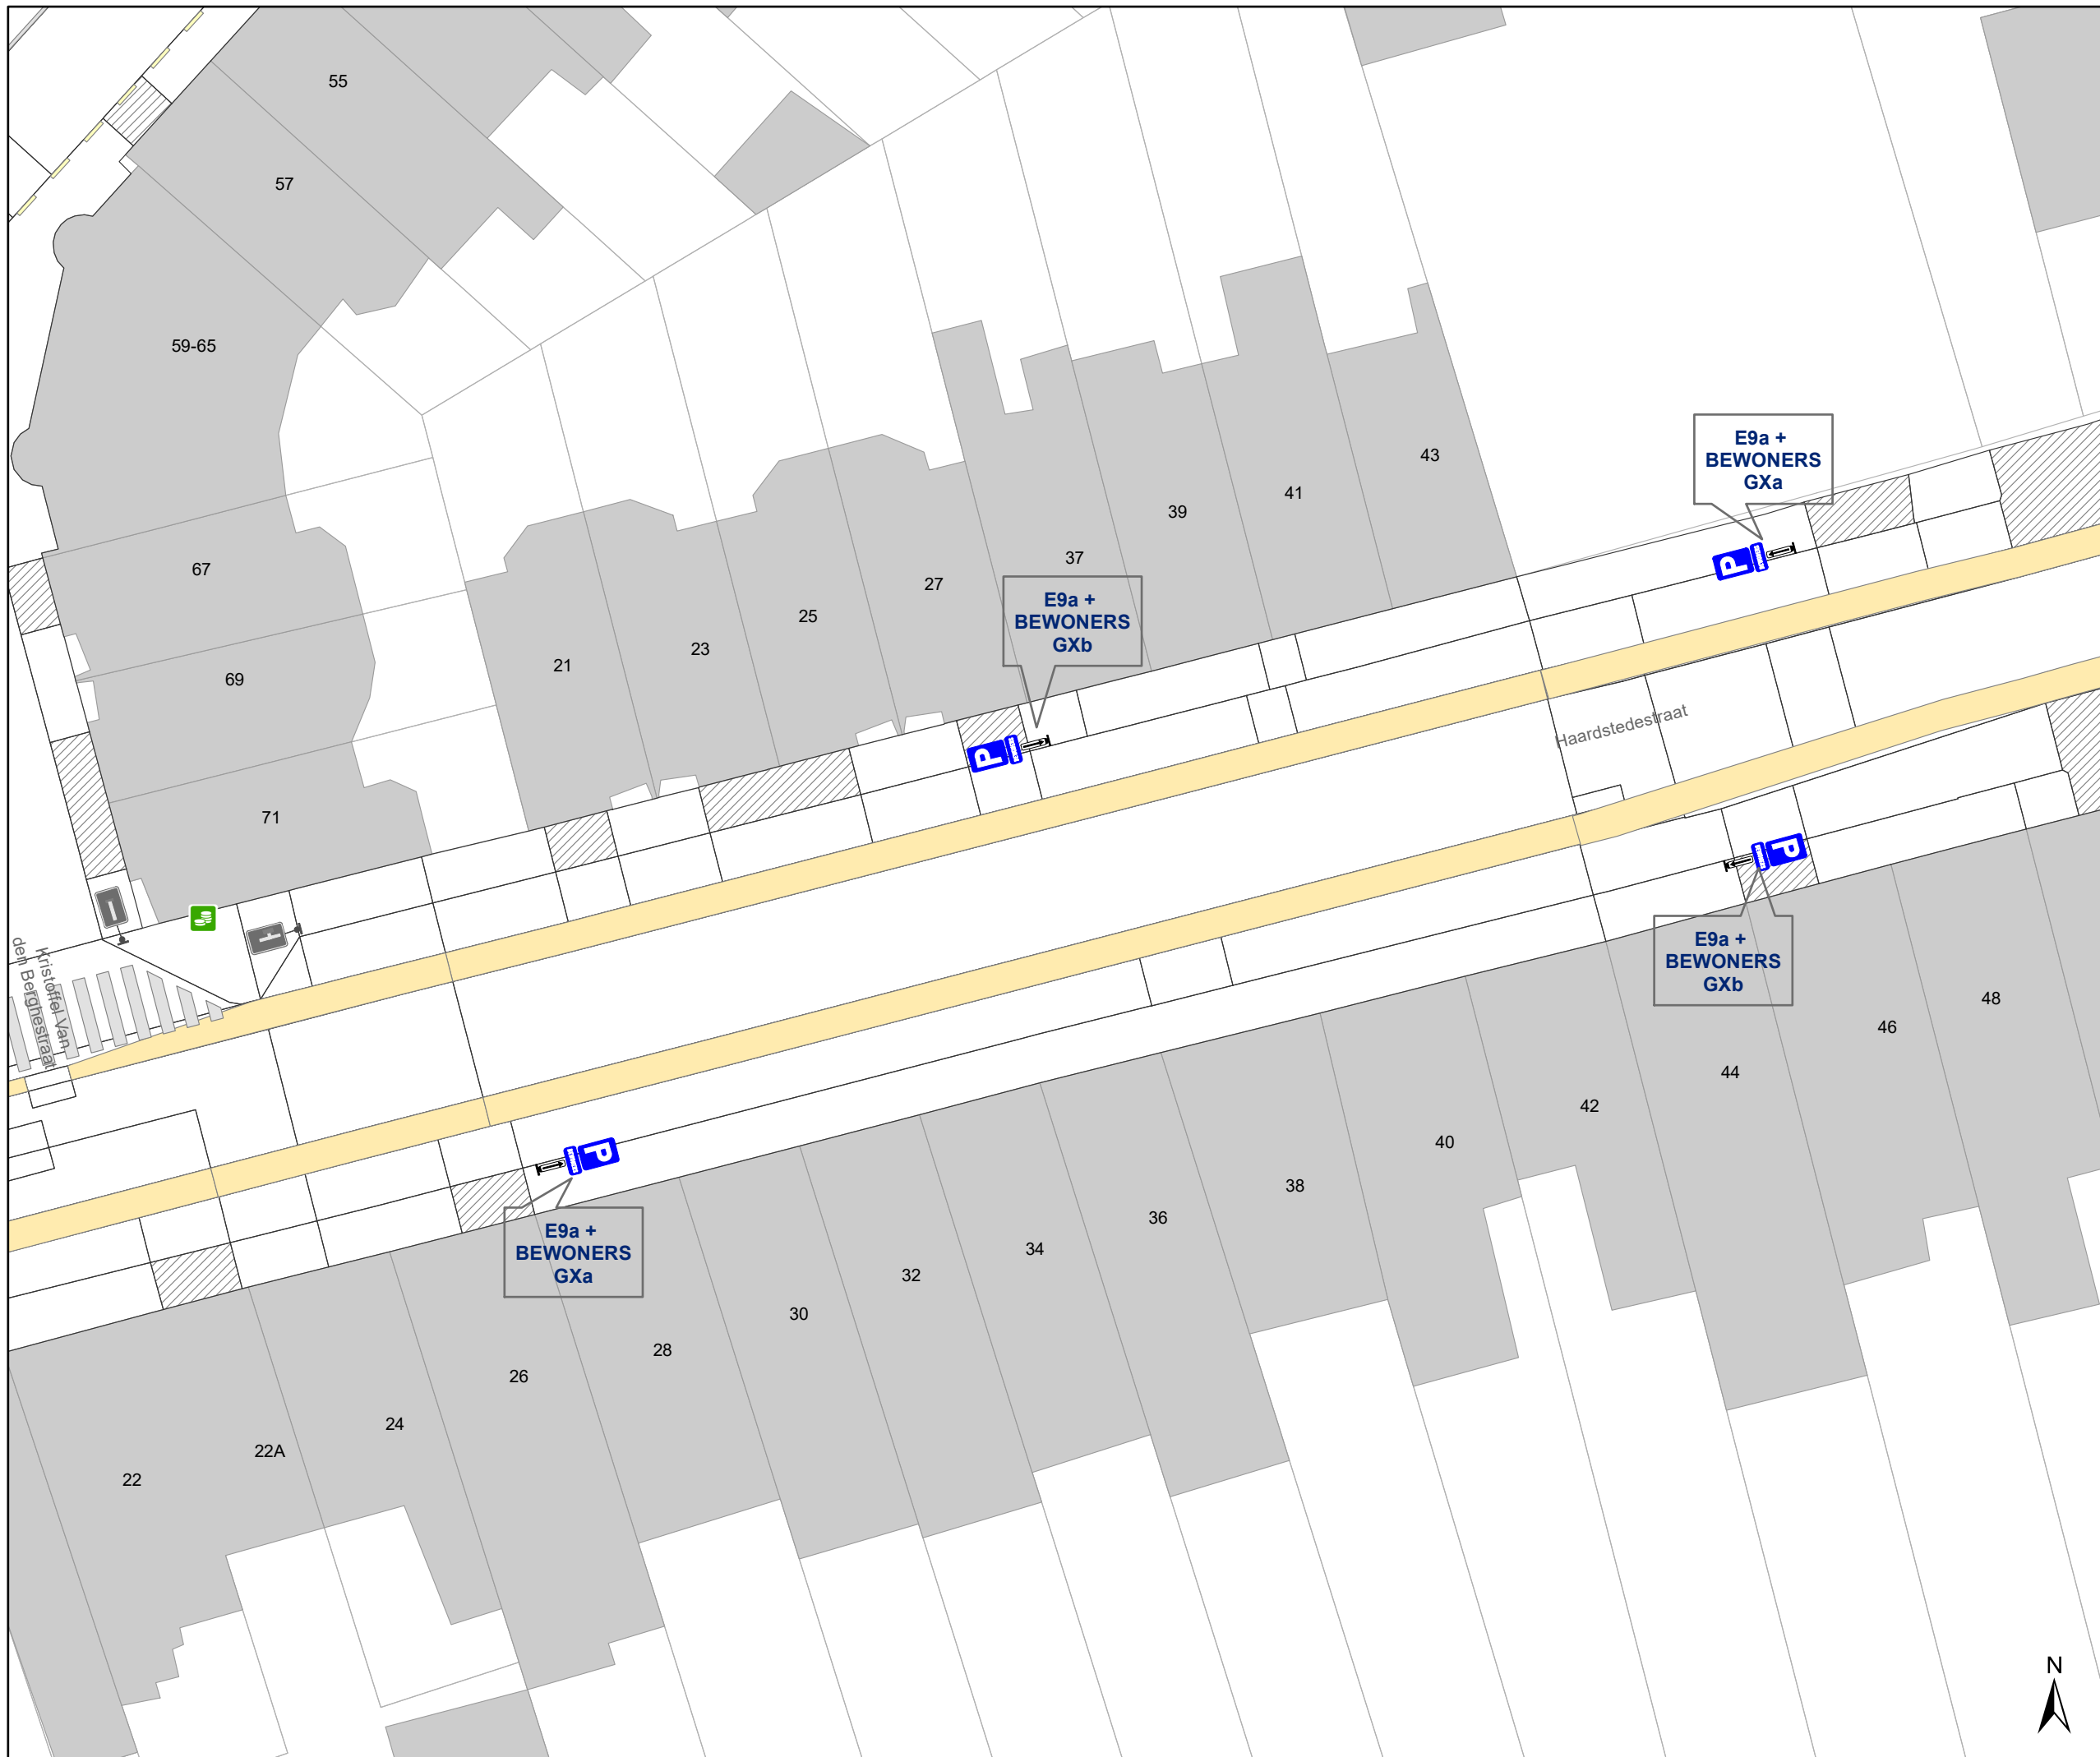 55
57
59-65
67
69
71
21
23
25
27
37
39
41
43
E9a +
BEWONERS
GXa
E9a +
BEWONERS
GXb
P
P
Haardstedestraat
Kristoffel Van
den Berghestraat
P
E9a +
BEWONERS
GXb
P
E9a +
BEWONERS
GXa
22
22A
24
26
28
30
32
34
36
38
40
42
44
46
48
N